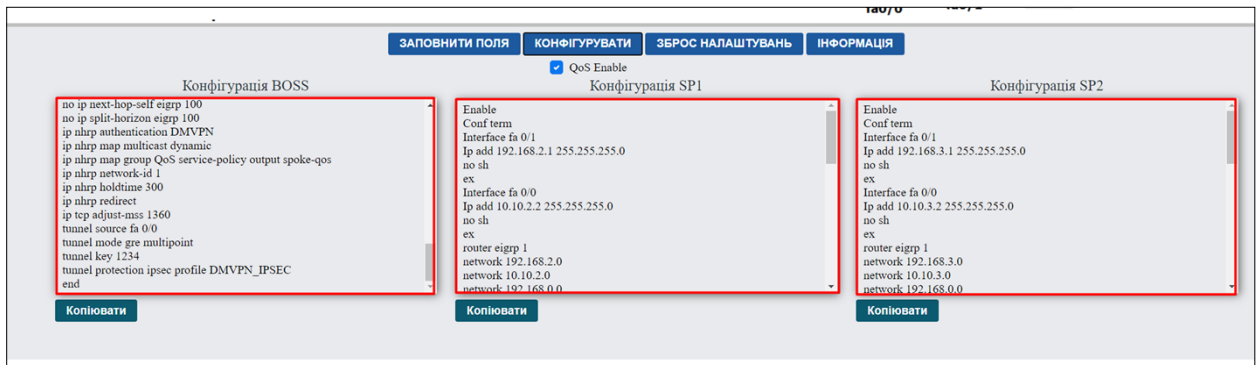 fa0/0
ЗАПОВНИТИ ПОЛЯ
КОНФІГУРУВАТИ
ЗБРОС НАЛАШТУВАНЬ
ІНФОРМАЦІЯ
QoS Enable
Конфігурація BOSS
no ip next-hop-self eigrp 100
no ip split-horizon eigrp 100
ip nhrp authentication DMVPN
ip nhrp map multicast dynamic
ip nhrp map group QoS service-policy output spoke-qos
ip nhrp network-id 1
ip nhrp holdtime 300
ip nhrp redirect
ip tcp adjust-mss 1360
tunnel source fa 0/0
tunnel mode gre multipoint
tunnel key 1234
tunnel protection ipsec profile DMVPN_IPSEC
end
Копіювати
Конфігурація SP1
Enable
Conf term
Interface fa 0/1
Ip add 192.168.2.1 255.255.255.0
no sh
ex
Interface fa 0/0
Ip add 10.10.2.2 255.255.255.0
no sh
ex
router eigrp 1
network 192.168.2.0
network 10.10.2.0
network 192.168.0.0
Копіювати
Конфігурація SP2
Enable
Conf term
Interface fa 0/1
Ip add 192.168.3.1 255.255.255.0
no sh
ex
Interface fa 0/0
Ip add 10.10.3.2 255.255.255.0
no sh
ex
router eigrp 1
network 192.168.3.0
network 10.10.3.0
network 192.168.0.0
Копіювати